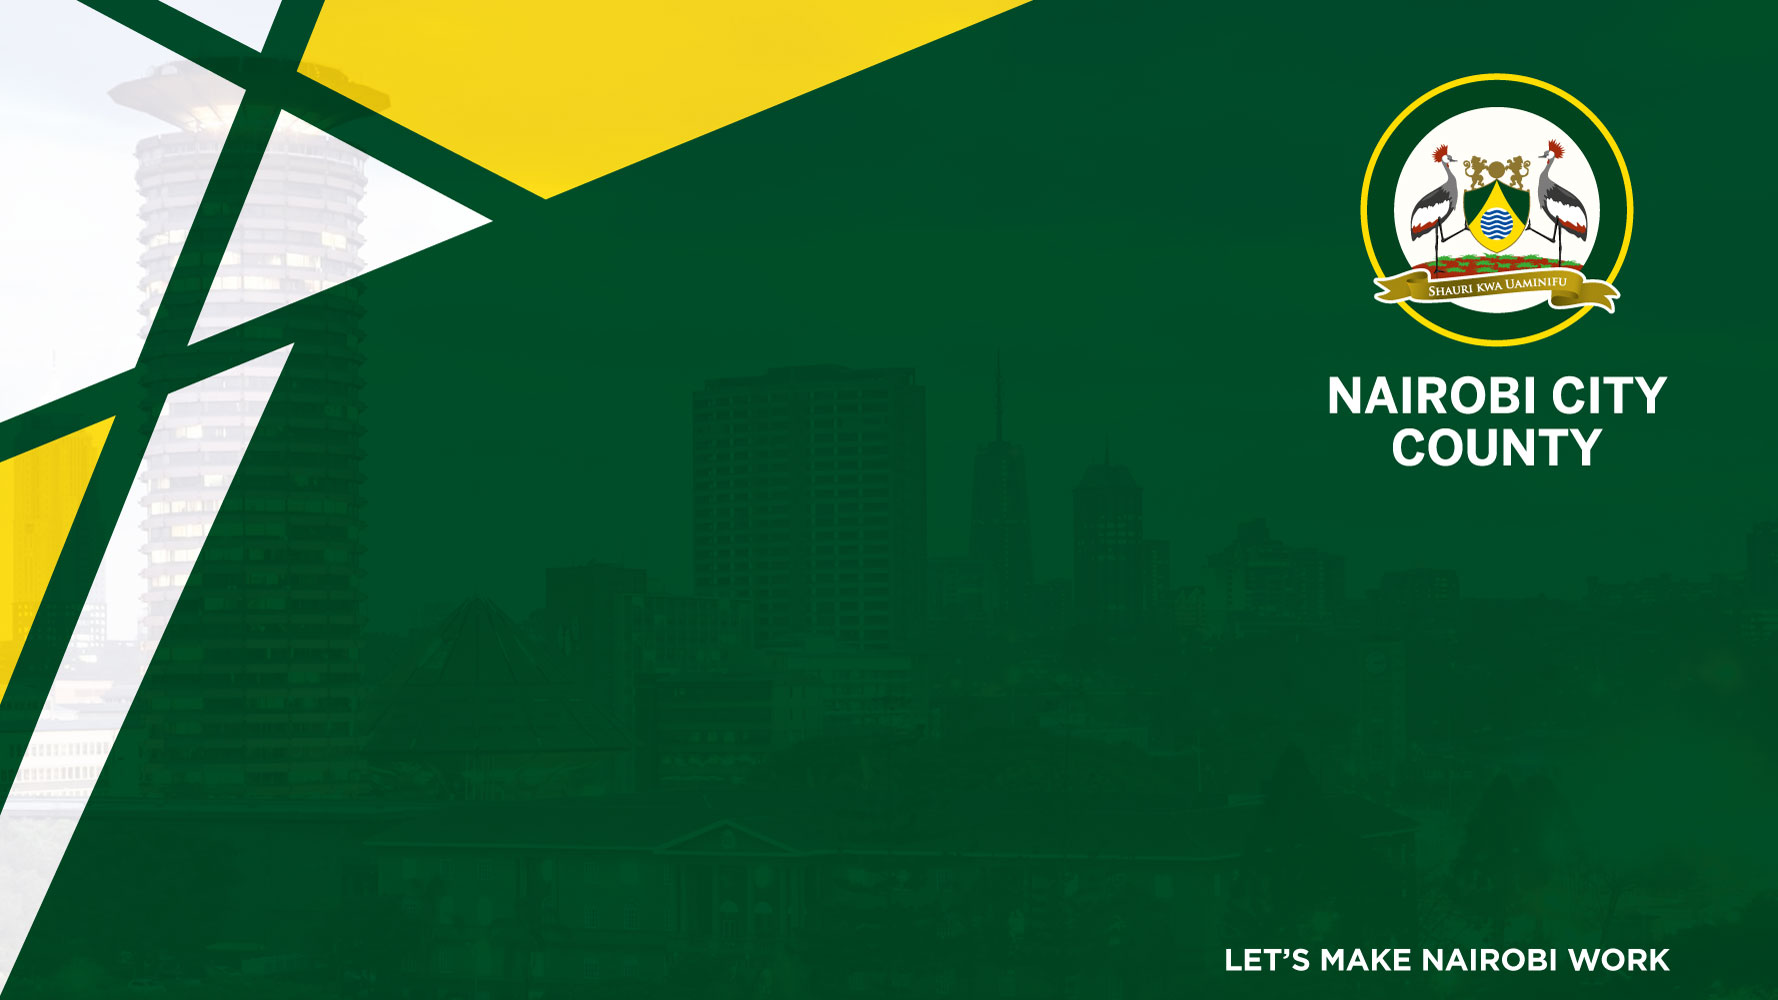 SHAURI KWA UAMINIFU
NAIROBI CITY
COUNTY
LET’S MAKE NAIROBI WORK